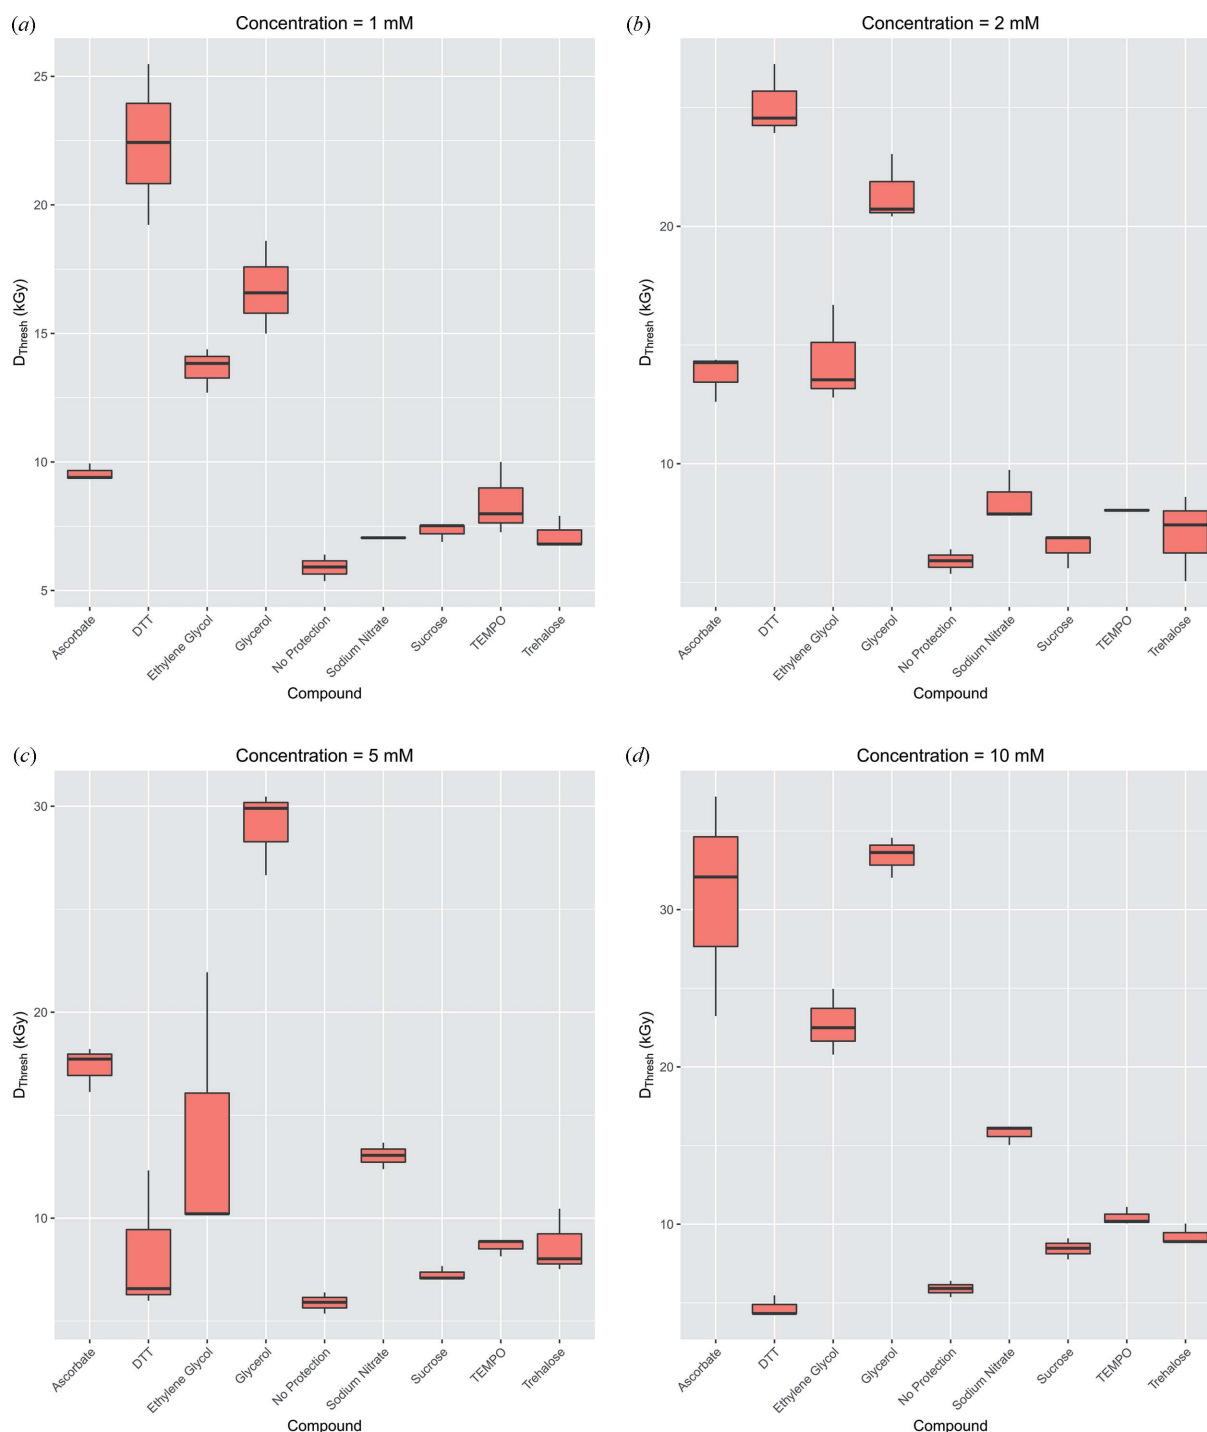 (a)
Concentration = 1 mM
25
20
15
10
5
D_Thresh (kGy)
Ascorbate
DTT
Ethylene Glycol
Glycerol
No Protection
Sodium Nitrate
Sucrose
TEMPO
Trehalose
Compound
(b)
Concentration = 2 mM
20
10
D_Thresh (kGy)
Ascorbate
DTT
Ethylene Glycol
Glycerol
No Protection
Sodium Nitrate
Sucrose
TEMPO
Trehalose
Compound
(c)
Concentration = 5 mM
30
20
10
D_Thresh (kGy)
Ascorbate
DTT
Ethylene Glycol
Glycerol
No Protection
Sodium Nitrate
Sucrose
TEMPO
Trehalose
Compound
(d)
Concentration = 10 mM
30
20
10
D_Thresh (kGy)
Ascorbate
DTT
Ethylene Glycol
Glycerol
No Protection
Sodium Nitrate
Sucrose
TEMPO
Trehalose
Compound